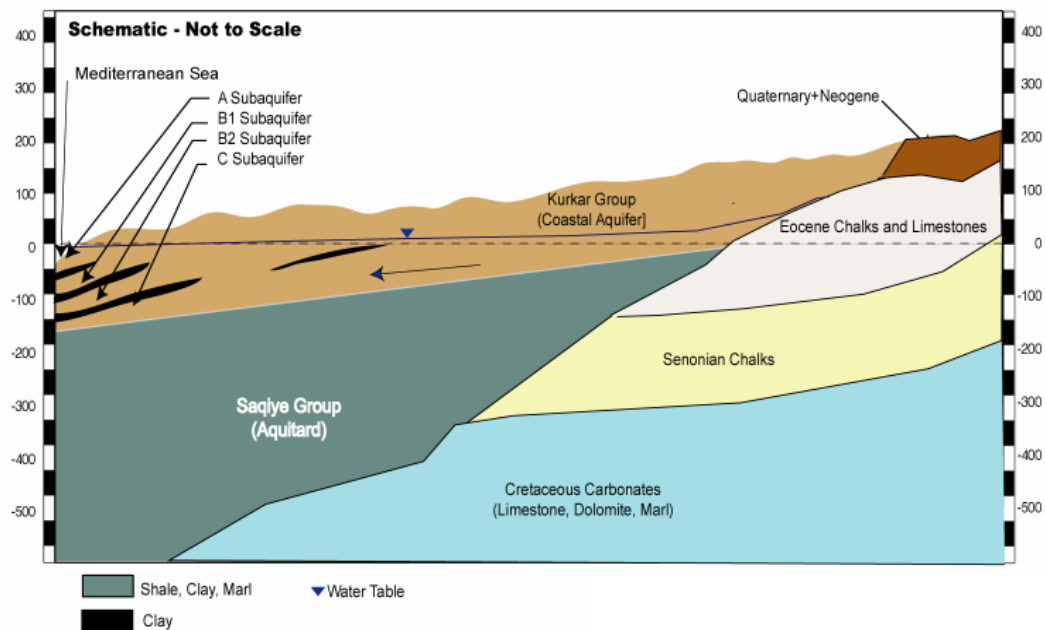 Schematic - Not to Scale
Mediterranean Sea
A Subaquifer
B1 Subaquifer
B2 Subaquifer
C Subaquifer
Quaternary+Neogene
Kurkar Group
(Coastal Aquifer]
Eocene Chalks and Limestones
Senonian Chalks
Saqiye Group
(Aquitard)
Cretaceous Carbonates
(Limestone, Dolomite, Marl)
400
300
200
100
0
-100
-200
-300
-400
-500
400
300
200
100
0
-100
-200
-300
-400
-500
Shale, Clay, Marl
Water Table
Clay